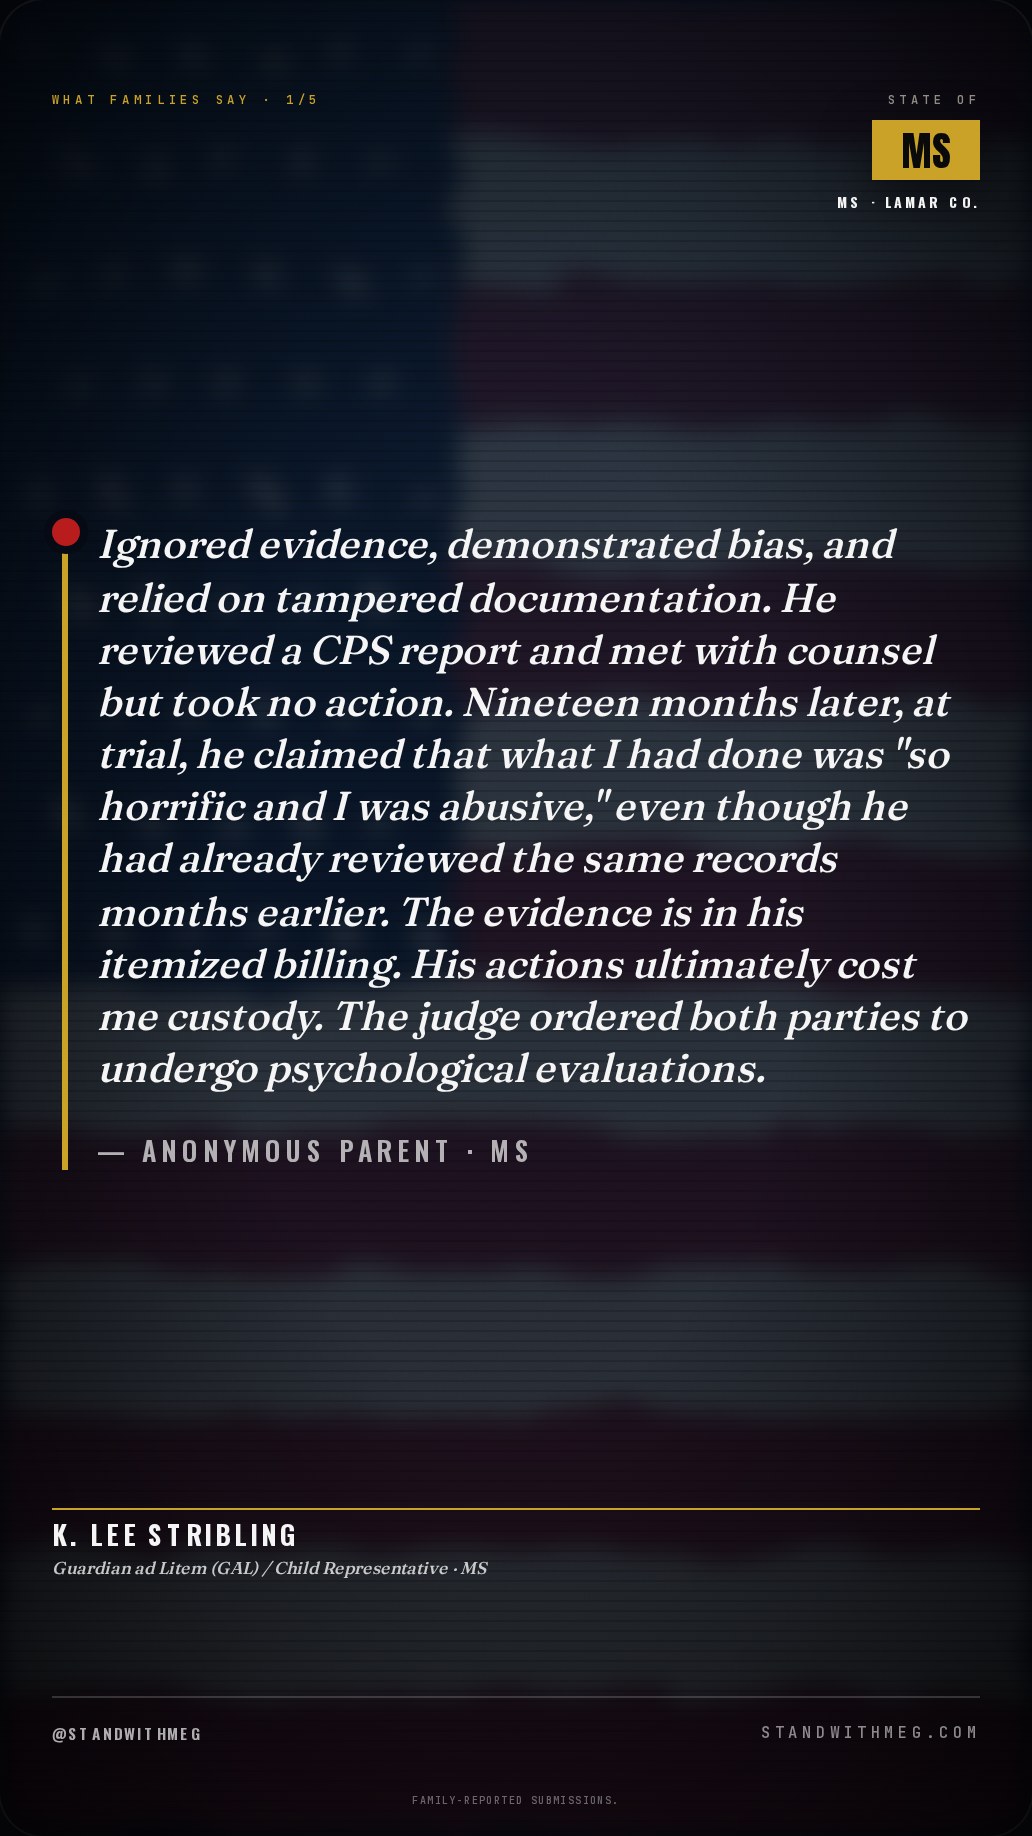 WHAT FAMILIES SAY · 1/5
STATE OF
MS
MS · LAMAR CO.
Ignored evidence, demonstrated bias, and
relied on tampered documentation. He
reviewed a CPS report and met with counsel
but took no action. Nineteen months later, at
trial, he claimed that what I had done was "so
horrific and I was abusive," even though he
had already reviewed the same records
months earlier. The evidence is in his
itemized billing. His actions ultimately cost
me custody. The judge ordered both parties to
undergo psychological evaluations.
— ANONYMOUS PARENT · MS
K. LEE STRIBLING
Guardian ad Litem (GAL) / Child Representative · MS
@STANDWITHMEG
STANDWITHMEG.COM
FAMILY-REPORTED SUBMISSIONS.